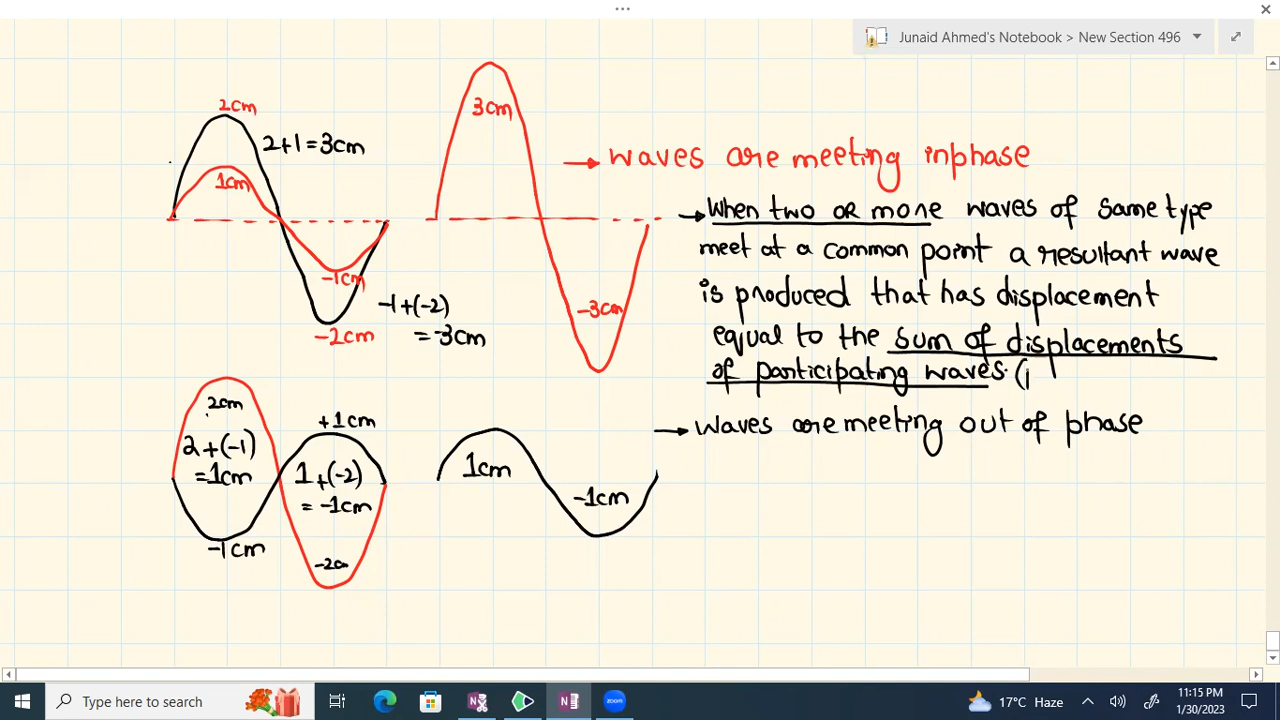 Junaid Ahmed's Notebook > New Section 496
2cm
2+1=3cm
1cm
-1cm
-1+(-2)
=-3cm
-2cm
3cm
-3cm
→ waves are meeting inphase
→ When two or more waves of same type
meet at a common point a resultant wave
is produced that has displacement
equal to the sum of displacements
of participating waves. (
→ waves are meeting out of phase
2cm
2+(-1)
=1cm
-1cm
+1cm
1+(-2)
= -1cm
-2cm
1cm
-1cm
Type here to search
zoom
17°C Haze
11:15 PM
1/30/2023